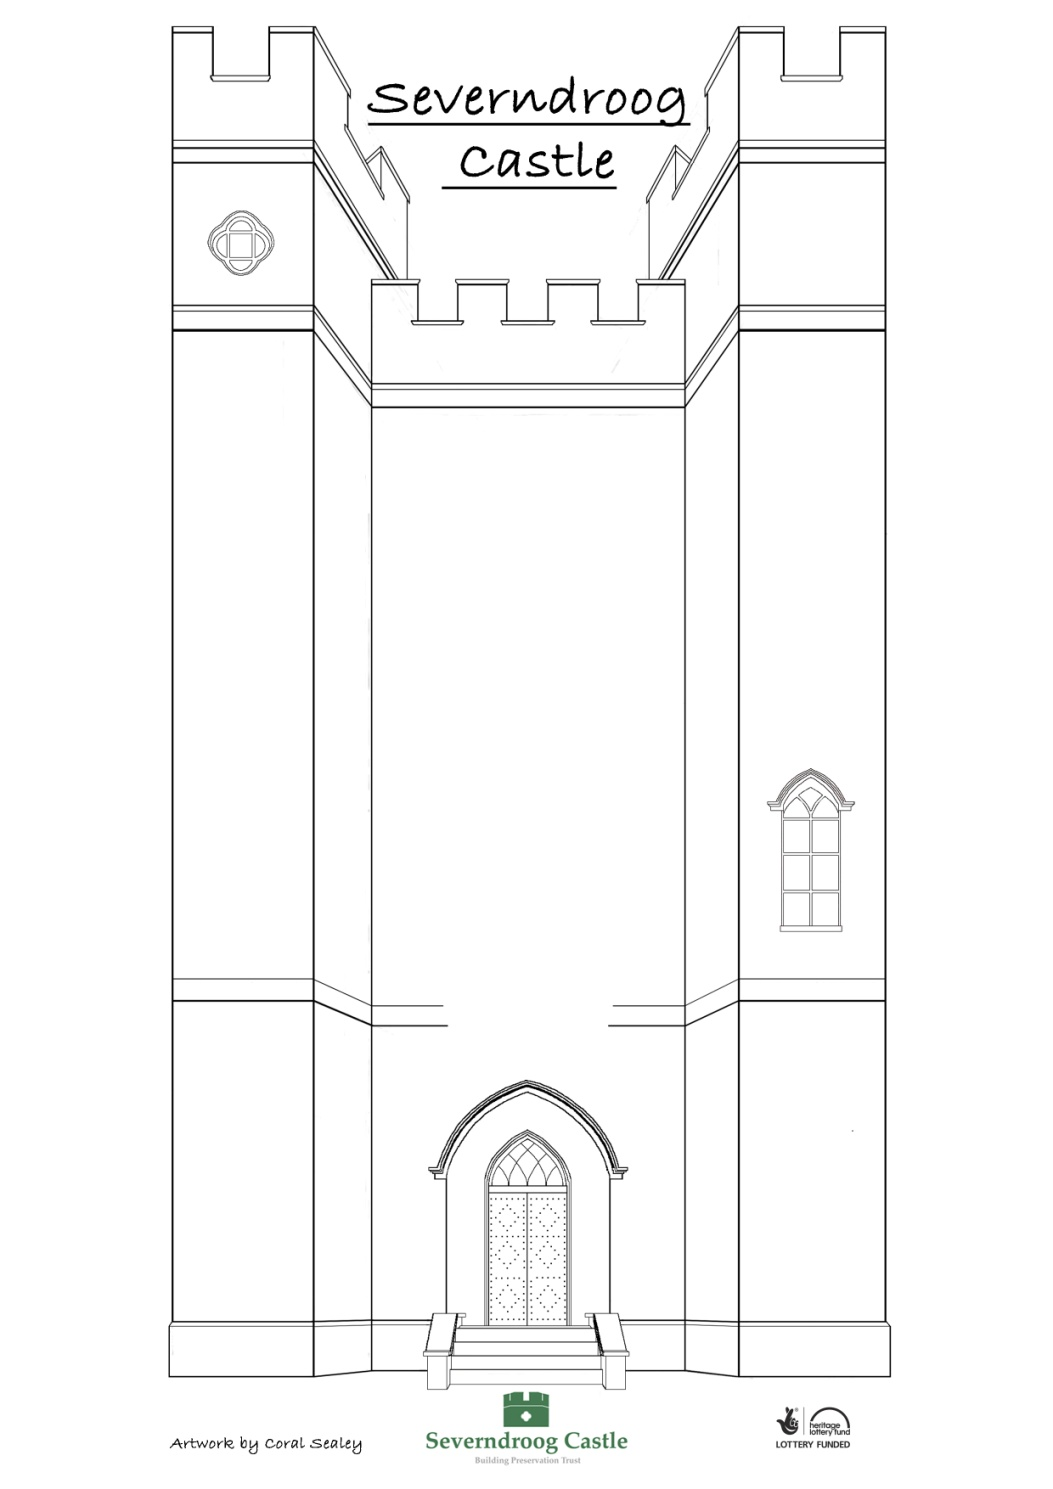 Severndroog
Castle
Artwork by Coral Sealey
Severndroog Castle
Building Preservation Trust
heritage
lottery fund
LOTTERY FUNDED